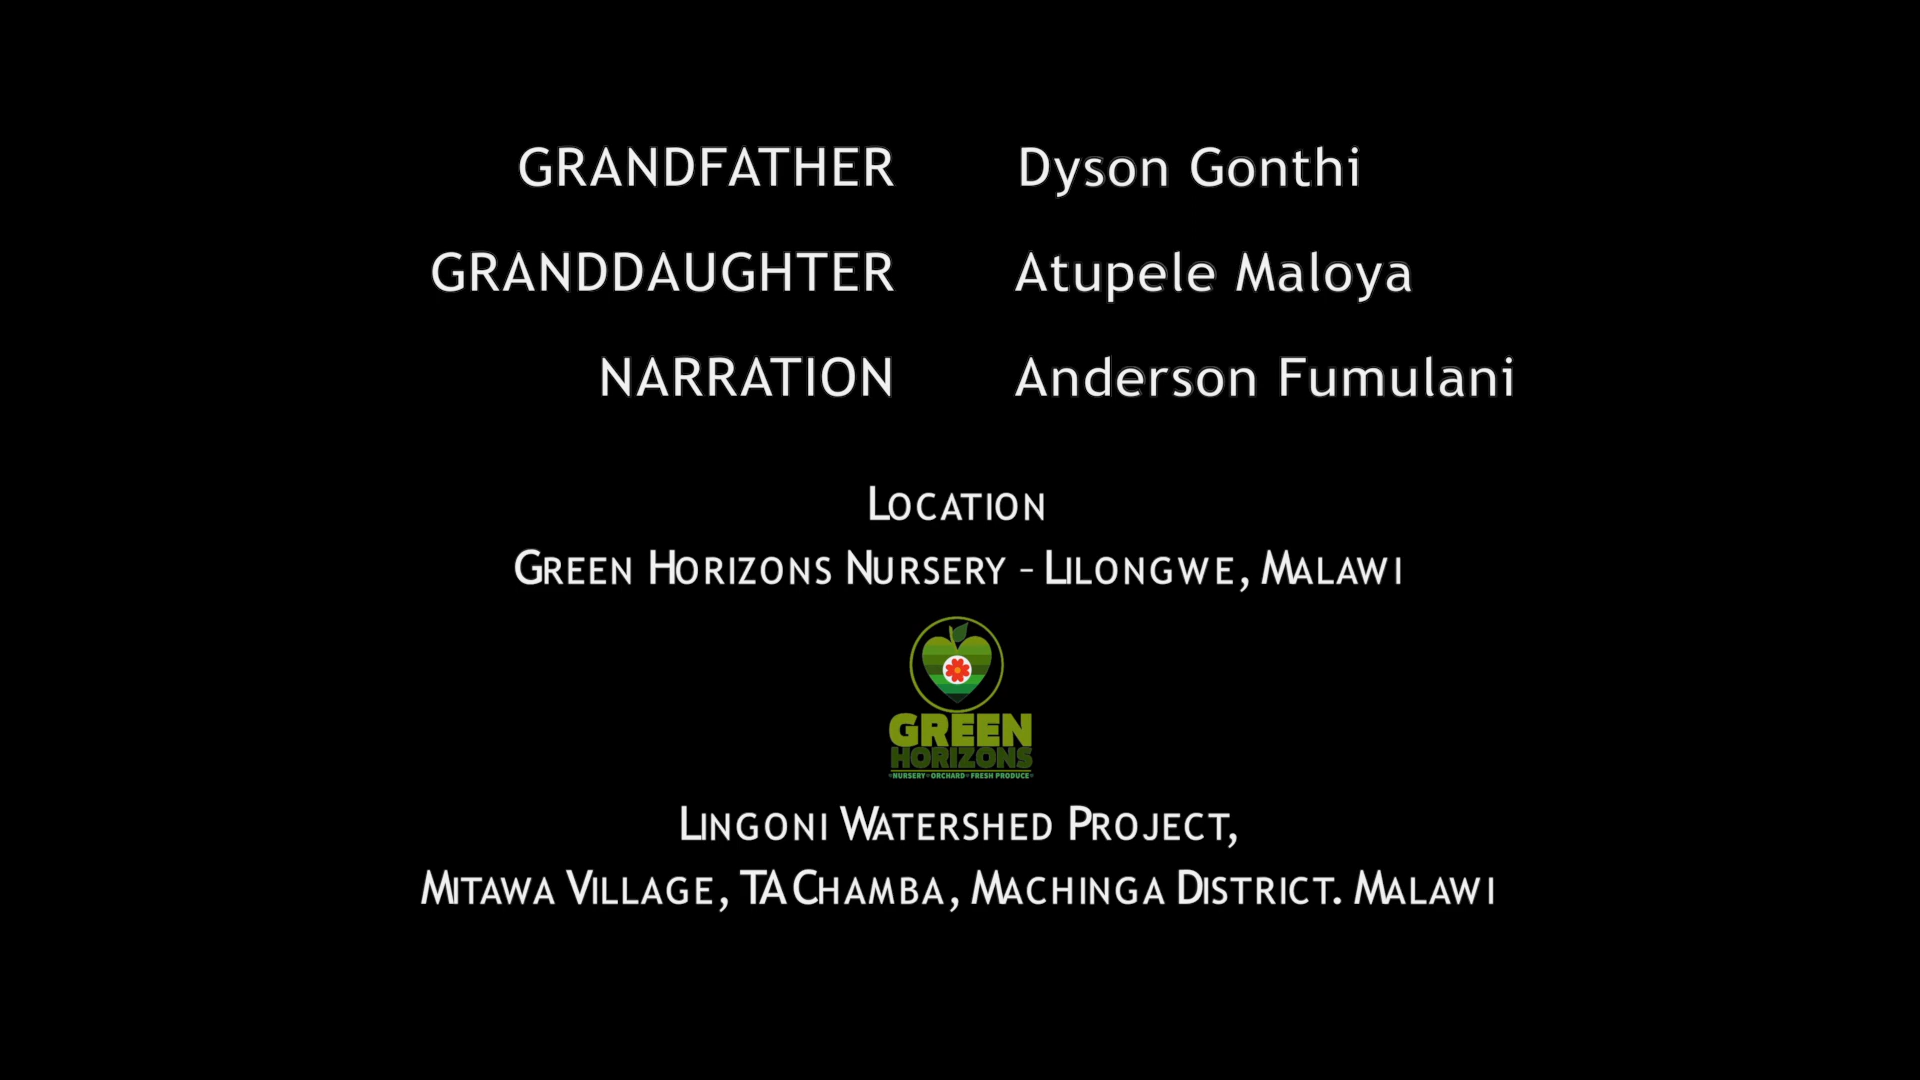 GRANDFATHER Dyson Gonthi
GRANDDAUGHTER Atupele Maloya
NARRATION Anderson Fumulani
LOCATION
GREEN HORIZONS NURSERY – LILONGWE, MALAWI
GREEN
HORIZONS
NURSERY ORCHARD FRESH PRODUCE
LINGONI WATERSHED PROJECT,
MITAWA VILLAGE, TA CHAMBA, MACHINGA DISTRICT. MALAWI